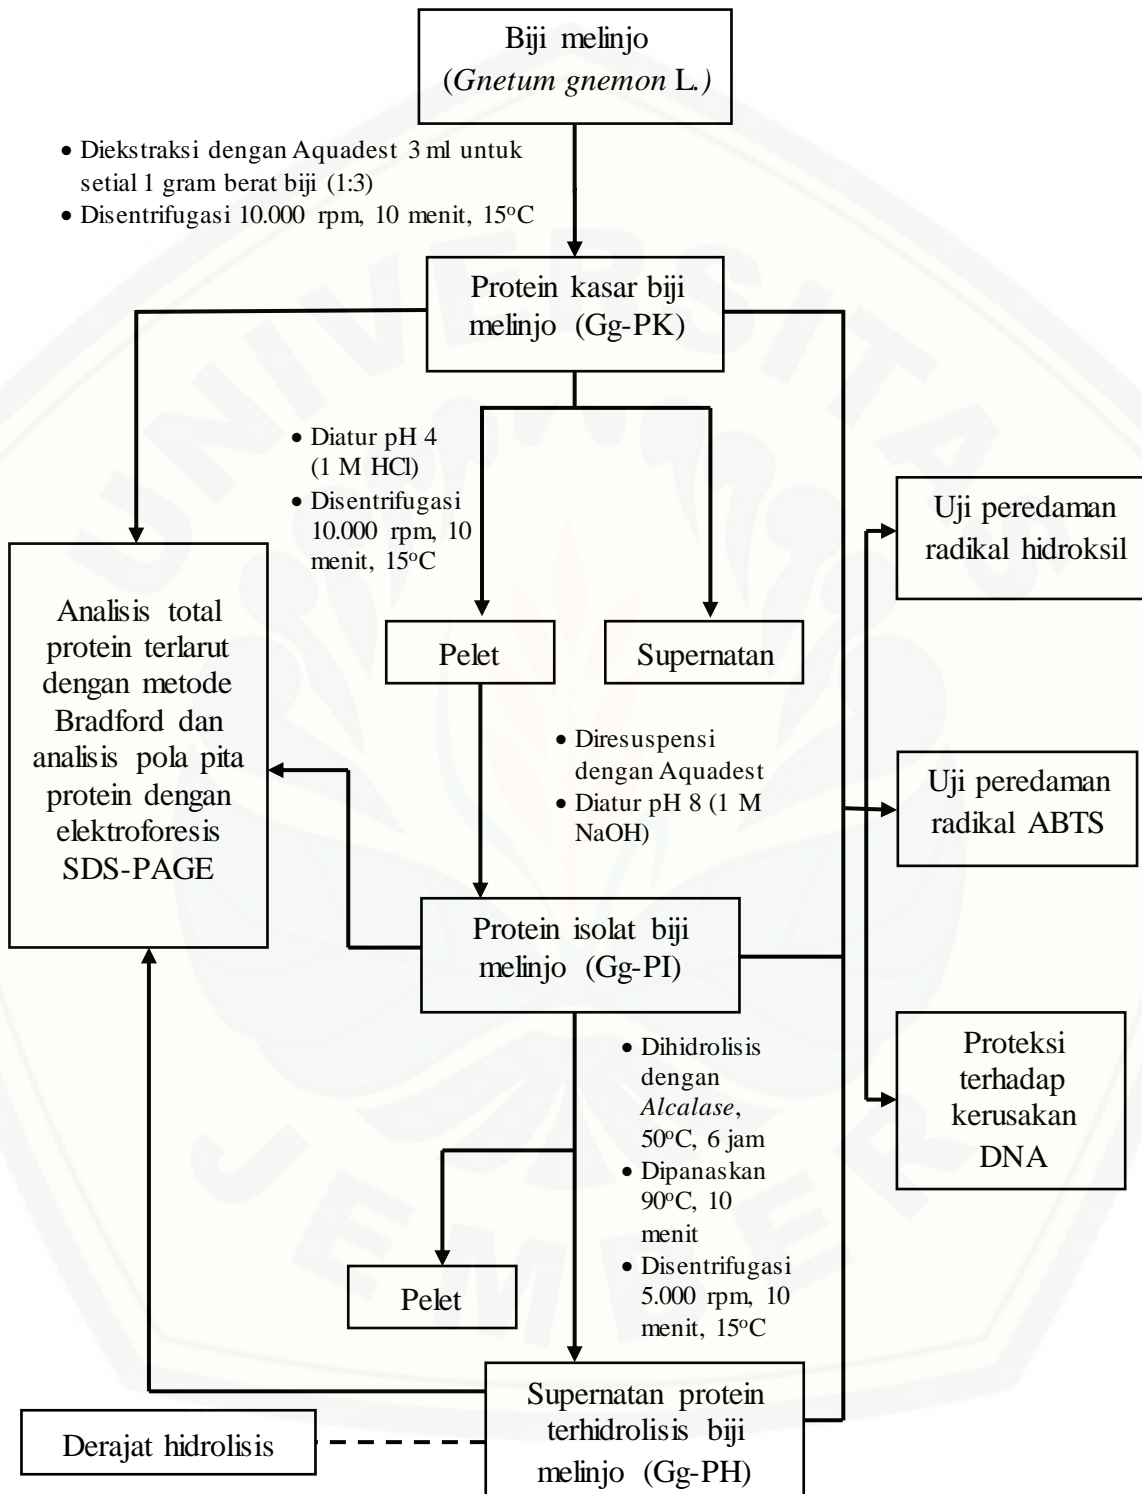 Biji melinjo
(Gnetum gnemon L.)
• Diekstraksi dengan Aquadest 3 ml untuk
setial 1 gram berat biji (1:3)
• Disentrifugasi 10.000 rpm, 10 menit, 15°C
Protein kasar biji
melinjo (Gg-PK)
• Diatur pH 4
(1 M HCl)
• Disentrifugasi
10.000 rpm, 10
menit, 15°C
Uji peredaman
radikal hidroksil
Analisis total
protein terlarut
dengan metode
Bradford dan
analisis pola pita
protein dengan
elektroforesis
SDS-PAGE
Pelet
Supernatan
• Diresuspensi
dengan Aquadest
• Diatur pH 8 (1 M
NaOH)
Uji peredaman
radikal ABTS
Protein isolat biji
melinjo (Gg-PI)
• Dihidrolisis
dengan
Alcalase,
50°C, 6 jam
• Dipanaskan
90°C, 10
menit
• Disentrifugasi
5.000 rpm, 10
menit, 15°C
Proteksi
terhadap
kerusakan
DNA
Pelet
Supernatan protein
terhidrolisis biji
melinjo (Gg-PH)
Derajat hidrolisis
UNIVERSITAS
JEMBER